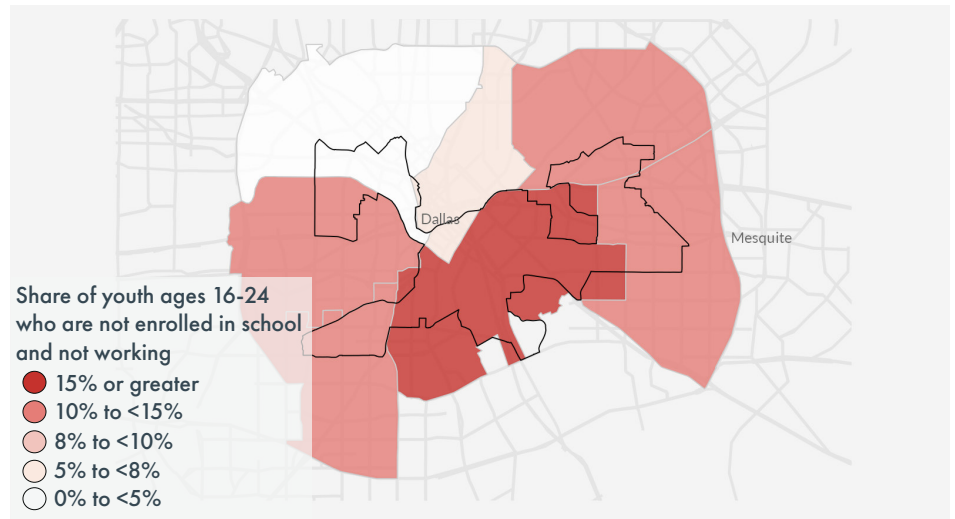 Dallas
Mesquite
Share of youth ages 16-24
who are not enrolled in school
and not working
15% or greater
10% to <15%
8% to <10%
5% to <8%
0% to <5%